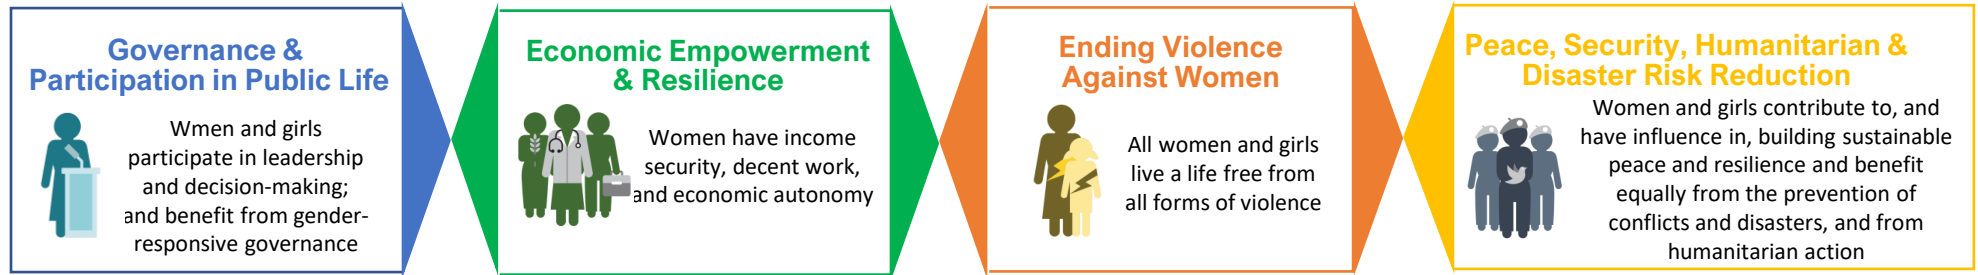 Governance &
Participation in Public Life
Wmen and girls
participate in leadership
and decision-making;
and benefit from gender-
responsive governance
Economic Empowerment
& Resilience
Women have income
security, decent work,
and economic autonomy
Ending Violence
Against Women
All women and girls
live a life free from
all forms of violence
Peace, Security, Humanitarian &
Disaster Risk Reduction
Women and girls contribute to, and
have influence in, building sustainable
peace and resilience and benefit
equally from the prevention of
conflicts and disasters, and from
humanitarian action